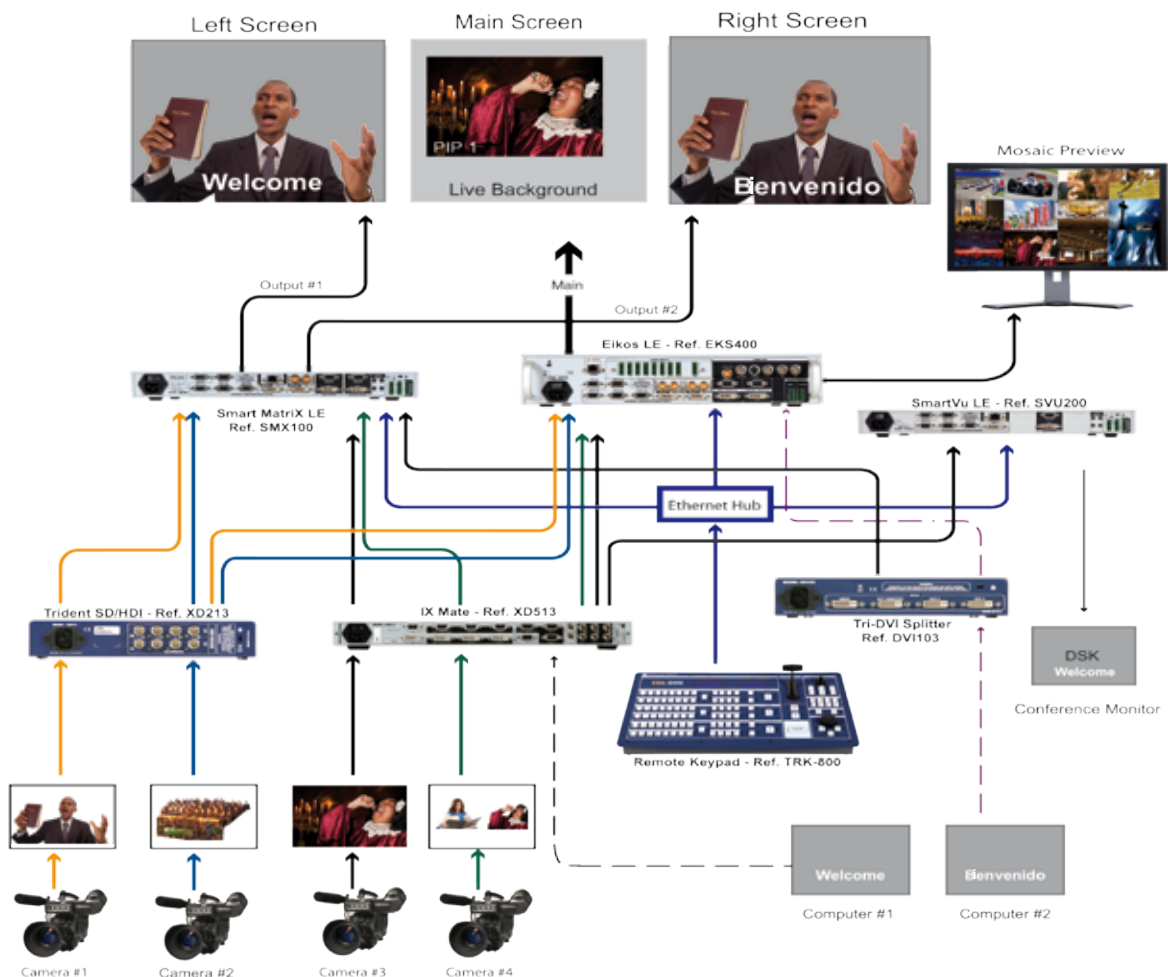 Left Screen
Main Screen
Right Screen
Welcome
PIP 1
Live Background
Bienvenido
Mosaic Preview
Output #1
Main
Output #2
Eikos LE - Ref. EKS400
Smart MatriX LE
Ref. SMX100
SmartVu LE - Ref. SVU200
Ethernet Hub
Trident SD/HDI - Ref. XD213
IX Mate - Ref. XD513
Tri-DVI Splitter
Ref. DVI103
DSK
Welcome
Conference Monitor
Remote Keypad - Ref. TRK-800
Welcome
Bienvenido
Computer #1
Computer #2
Camera #1
Camera #2
Camera #3
Camera #4